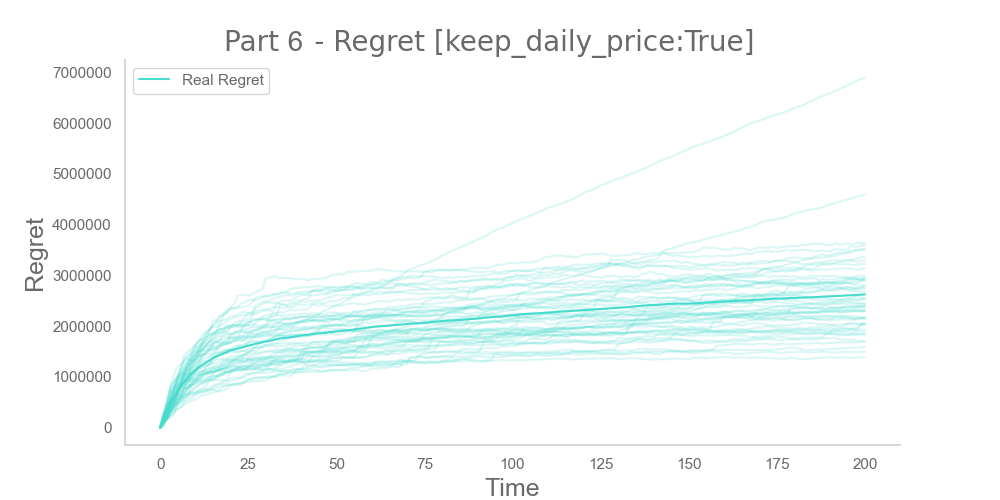 Part 6 - Regret [keep_daily_price:True]
Real Regret
Regret
7000000
6000000
5000000
4000000
3000000
2000000
1000000
0
0 25 50 75 100 125 150 175 200
Time